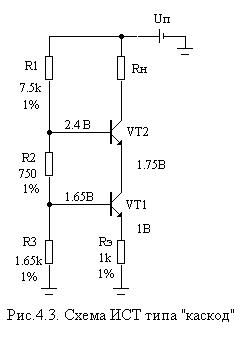 Uп
R1
7.5k
1%
Rн
2.4В
VT2
R2
750
1%
1.75В
1.65В
VT1
1В
R3
1.65k
1%
Rэ
1k
1%
Рис.4.3. Схема ИСТ типа "каскод"